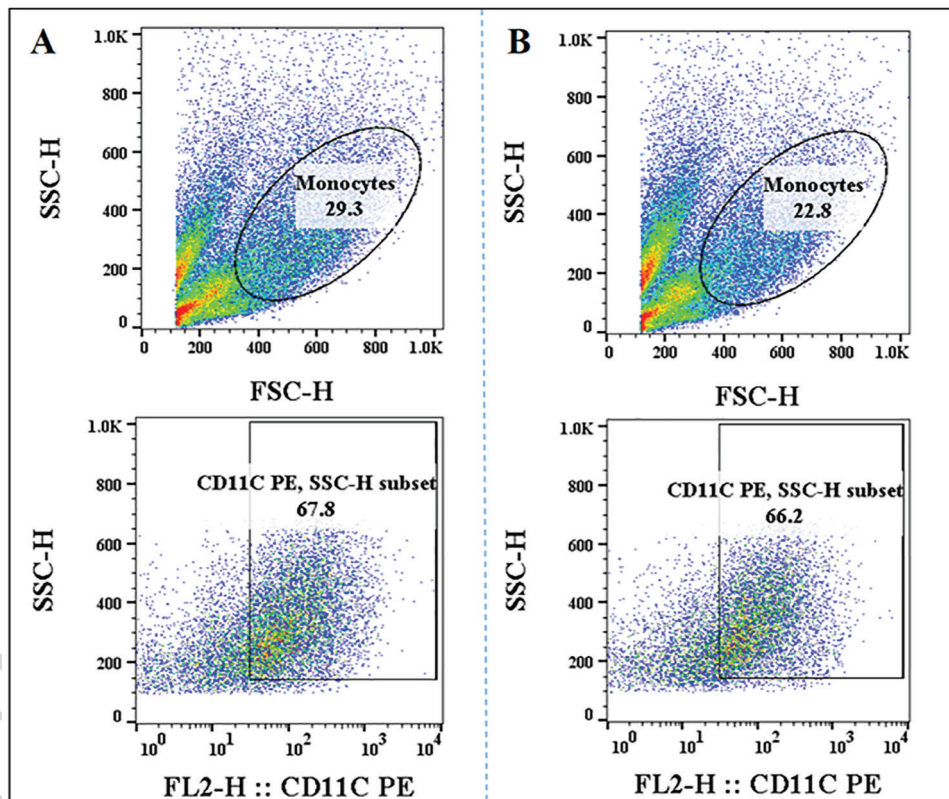 A
1.0K
800
600
400
200
0
SSC-H
Monocytes
29.3
0 200 400 600 800 1.0K
FSC-H
B
1.0K
800
600
400
200
0
SSC-H
Monocytes
22.8
0 200 400 600 800 1.0K
FSC-H
1.0K
800
600
400
200
0
SSC-H
CD11C PE, SSC-H subset
67.8
10^0 10^1 10^2 10^3 10^4
FL2-H :: CD11C PE
1.0K
800
600
400
200
0
SSC-H
CD11C PE, SSC-H subset
66.2
10^0 10^1 10^2 10^3 10^4
FL2-H :: CD11C PE